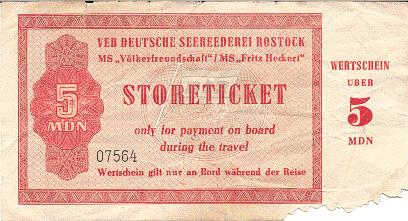 VEB DEUTSCHE SEEREEDEREI ROSTOCK
MS „Völkerfreundschaft" / MS „Fritz Heckert"
STORETICKET
only for payment on board
during the travel
Wertschein gilt nur an Bord während der Reise
5
MDN
07564
WERTSCHEIN
ÜBER
5
MDN